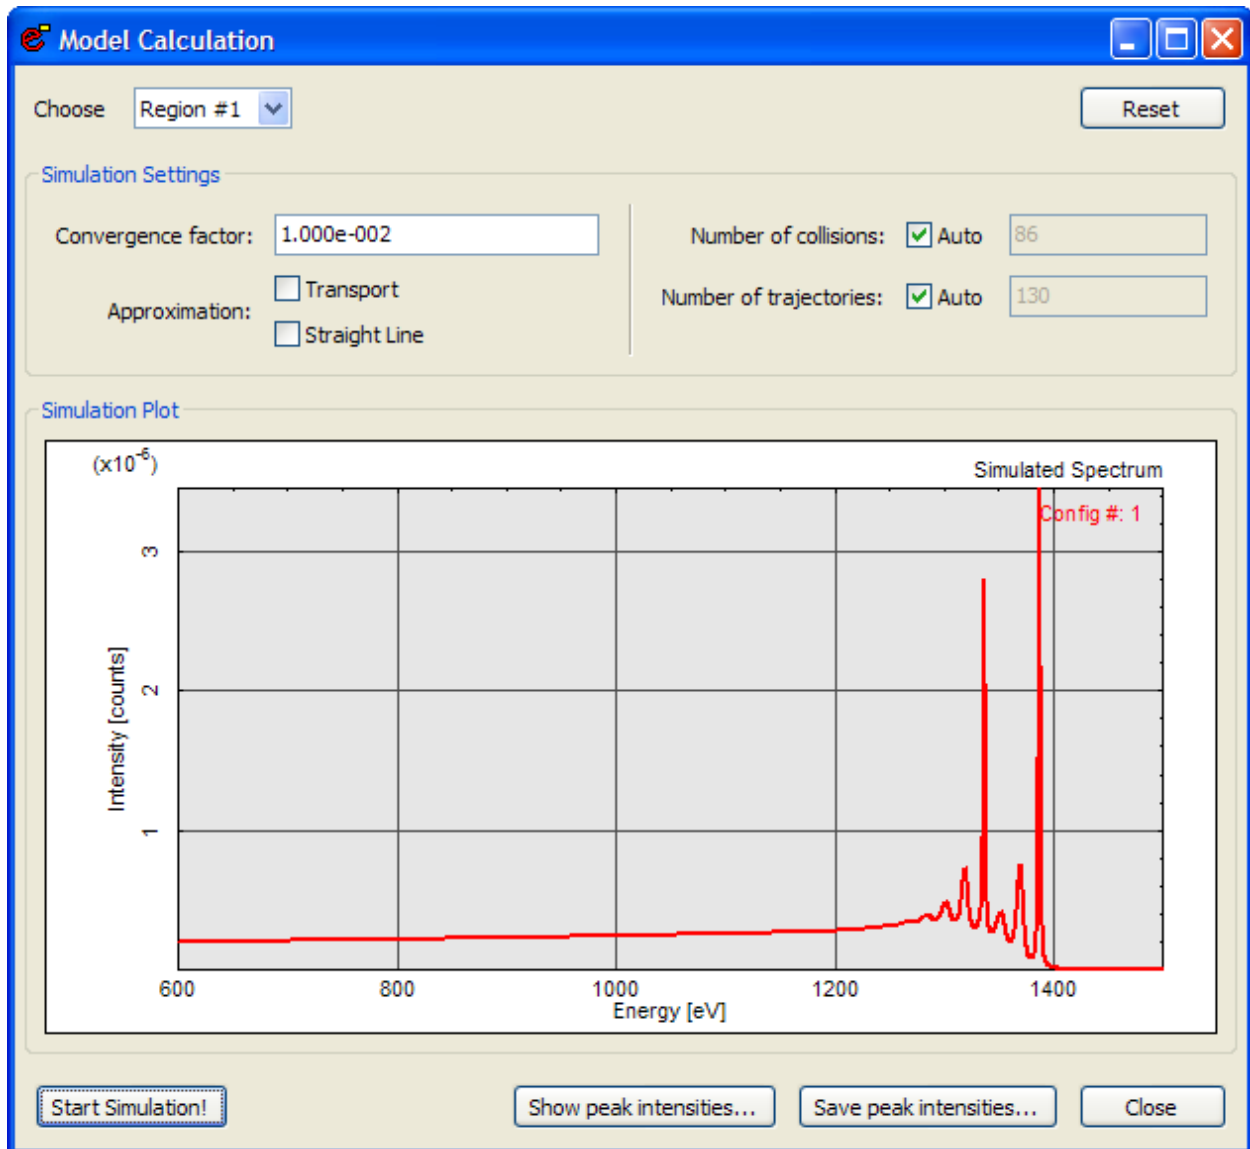 Model Calculation
Choose Region #1 Reset
Simulation Settings
Convergence factor: 1.000e-002 Number of collisions: Auto 86
Approximation: Transport Number of trajectories: Auto 130
Straight Line
Simulation Plot
(x10⁻⁶) Simulated Spectrum
Config #: 1
3
2
1
Intensity [counts]
600 800 1000 1200 1400
Energy [eV]
Start Simulation! Show peak intensities... Save peak intensities... Close